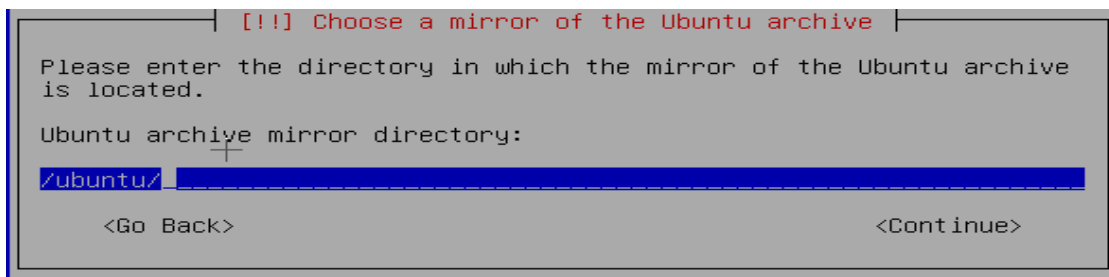 [!!] Choose a mirror of the Ubuntu archive
Please enter the directory in which the mirror of the Ubuntu archive
is located.
Ubuntu archive mirror directory:
/ubuntu/
<Go Back> <Continue>